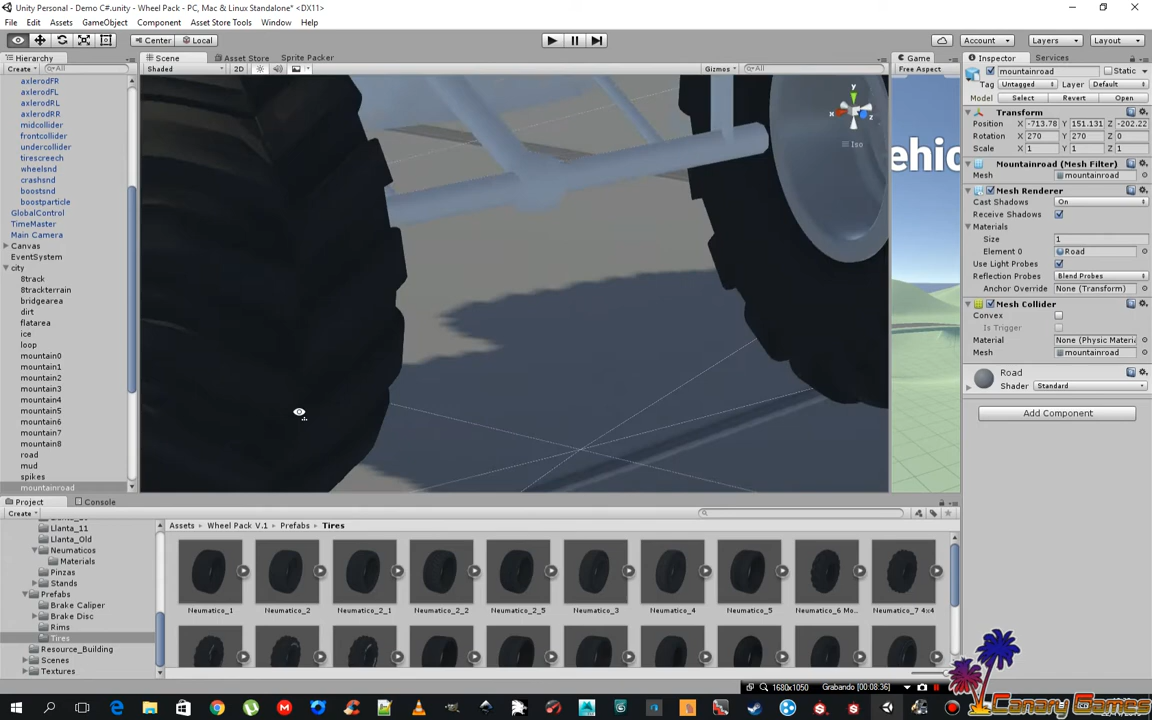 Unity Personal - Demo C#.unity - Wheel Pack - PC, Mac & Linux Standalone* <DX11>
File Edit Assets GameObject Component Asset Store Tools Window Help
Center Local
Account Layers Layout
Hierarchy
Create All
axlerodFR
axlerodFL
axlerodRL
axlerodRR
midcollider
frontcollider
undercollider
tirescreech
wheelsnd
crashsnd
boostsnd
boostparticle
GlobalControl
TimeMaster
Main Camera
Canvas
EventSystem
city
8track
8trackterrain
bridgearea
dirt
flatarea
ice
loop
mountain0
mountain1
mountain2
mountain3
mountain4
mountain5
mountain6
mountain7
mountain8
road
mud
spikes
mountainroad
Scene Asset Store Sprite Packer
Shaded 2D Gizmos All
y
x z
Iso
Game
Free Aspect
ehic
Inspector Services
mountainroad Static
Tag Untagged Layer Default
Model Select Revert Open
Transform
Position X -713.78 Y 151.131 Z -202.22
Rotation X 270 Y 270 Z 0
Scale X 1 Y 1 Z 1
Mountainroad (Mesh Filter)
Mesh mountainroad
Mesh Renderer
Cast Shadows On
Receive Shadows
Materials
Size 1
Element 0 Road
Use Light Probes
Reflection Probes Blend Probes
Anchor Override None (Transform)
Mesh Collider
Convex
Is Trigger
Material None (Physic Materia
Mesh mountainroad
Road
Shader Standard
Add Component
Project Console
Create
Llanta_11
Llanta_Old
Neumaticos
Materials
Pinzas
Stands
Prefabs
Brake Caliper
Brake Disc
Rims
Tires
Resource_Building
Scenes
Textures
Assets Wheel Pack V.1 Prefabs Tires
Neumatico_1 Neumatico_2 Neumatico_2_1 Neumatico_2_2 Neumatico_2_5 Neumatico_3 Neumatico_4 Neumatico_5 Neumatico_6 Mo... Neumatico_7 4x4
1680x1050 Grabando [00:08:36]
Canary Games